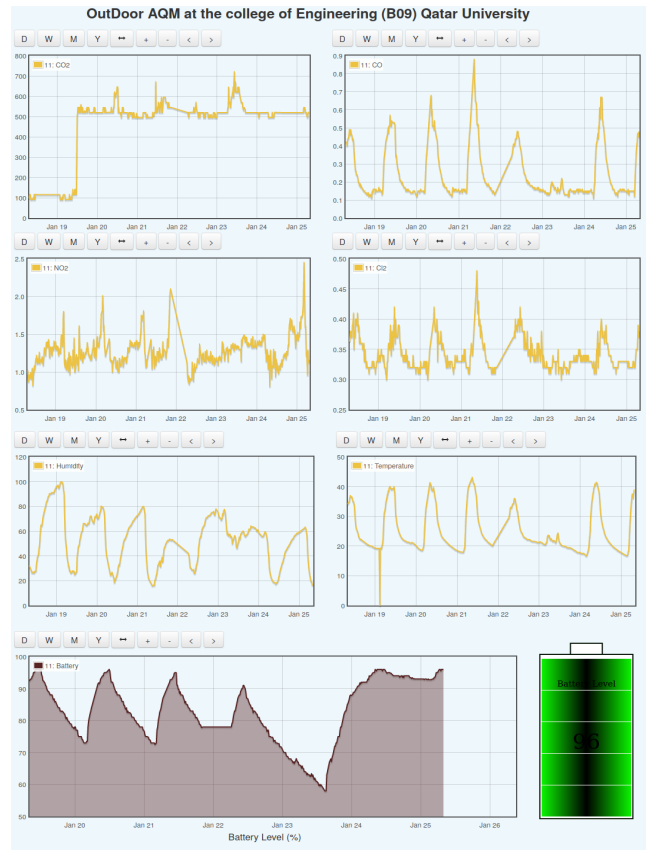 OutDoor AQM at the college of Engineering (B09) Qatar University
D W M Y ↔ + - < >
D W M Y ↔ + - < >
11: CO2
800
700
600
500
400
300
200
100
0
Jan 19 Jan 20 Jan 21 Jan 22 Jan 23 Jan 24 Jan 25
11: CO
0.9
0.8
0.7
0.6
0.5
0.4
0.3
0.2
0.1
0.0
Jan 19 Jan 20 Jan 21 Jan 22 Jan 23 Jan 24 Jan 25
D W M Y ↔ + - < >
D W M Y ↔ + - < >
11: NO2
2.5
2.0
1.5
1.0
0.5
Jan 19 Jan 20 Jan 21 Jan 22 Jan 23 Jan 24 Jan 25
11: Cl2
0.50
0.45
0.40
0.35
0.30
0.25
Jan 19 Jan 20 Jan 21 Jan 22 Jan 23 Jan 24 Jan 25
D W M Y ↔ + - < >
D W M Y ↔ + - < >
11: Humidity
120
100
80
60
40
20
0
Jan 19 Jan 20 Jan 21 Jan 22 Jan 23 Jan 24 Jan 25
11: Temperature
50
40
30
20
10
0
Jan 19 Jan 20 Jan 21 Jan 22 Jan 23 Jan 24 Jan 25
D W M Y ↔ + - < >
11: Battery
100
90
80
70
60
50
Jan 20 Jan 21 Jan 22 Jan 23 Jan 24 Jan 25 Jan 26
Battery Level (%)
Battery Level
96